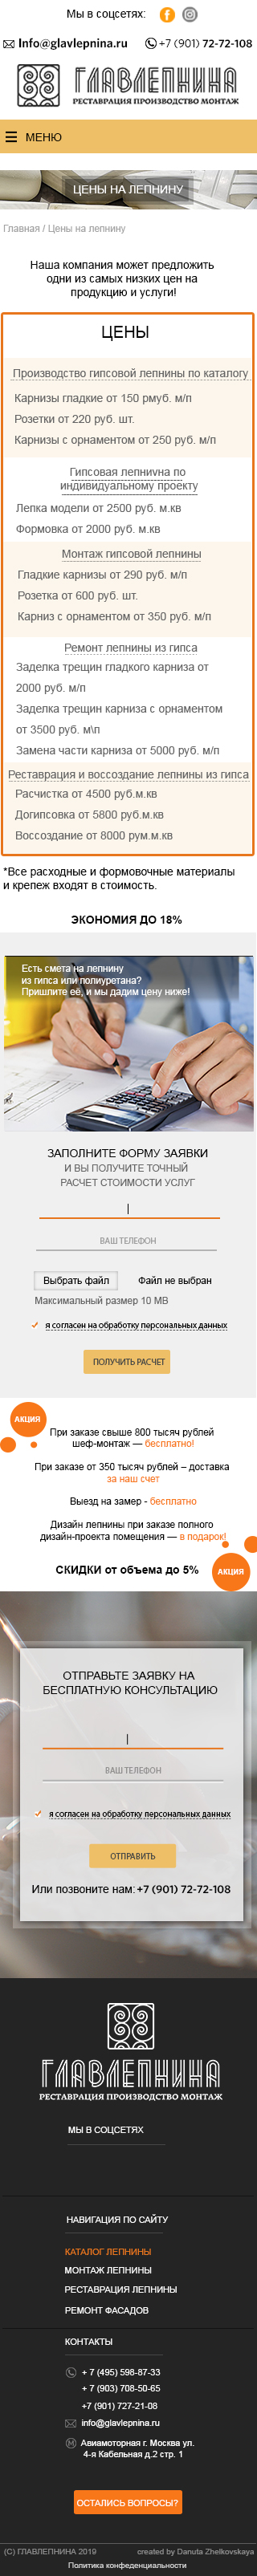 Мы в соцсетях:
Info@glavlepnina.ru
+7 (901) 72-72-108
ГЛАВЛЕПНИНА
РЕСТАВРАЦИЯ ПРОИЗВОДСТВО МОНТАЖ
МЕНЮ
ЦЕНЫ НА ЛЕПНИНУ
Главная / Цены на лепнину
Наша компания может предложить
одни из самых низких цен на
продукцию и услуги!
ЦЕНЫ
Производство гипсовой лепнины по каталогу
Карнизы гладкие от 150 рмуб. м/п
Розетки от 220 руб. шт.
Карнизы с орнаментом от 250 руб. м/п
Гипсовая лепнивна по
индивидуальному проекту
Лепка модели от 2500 руб. м.кв
Формовка от 2000 руб. м.кв
Монтаж гипсовой лепнины
Гладкие карнизы от 290 руб. м/п
Розетка от 600 руб. шт.
Карниз с орнаментом от 350 руб. м/п
Ремонт лепнины из гипса
Заделка трещин гладкого карниза от
2000 руб. м/п
Заделка трещин карниза с орнаментом
от 3500 руб. м\п
Замена части карниза от 5000 руб. м/п
Реставрация и воссоздание лепнины из гипса
Расчистка от 4500 руб.м.кв
Догипсовка от 5800 руб.м.кв
Воссоздание от 8000 рум.м.кв
*Все расходные и формовочные материалы
и крепеж входят в стоимость.
ЭКОНОМИЯ ДО 18%
Есть смета на лепнину
из гипса или полиуретана?
Пришлите её, и мы дадим цену ниже!
ЗАПОЛНИТЕ ФОРМУ ЗАЯВКИ
И ВЫ ПОЛУЧИТЕ ТОЧНЫЙ
РАСЧЕТ СТОИМОСТИ УСЛУГ
ВАШ ТЕЛЕФОН
Выбрать файл Файл не выбран
Максимальный размер 10 MB
я согласен на обработку персональных данных
ПОЛУЧИТЬ РАСЧЕТ
АКЦИЯ
При заказе свыше 800 тысяч рублей
шеф-монтаж — бесплатно!
При заказе от 350 тысяч рублей – доставка
за наш счет
Выезд на замер - бесплатно
Дизайн лепнины при заказе полного
дизайн-проекта помещения — в подарок!
СКИДКИ от объема до 5%
АКЦИЯ
ОТПРАВЬТЕ ЗАЯВКУ НА
БЕСПЛАТНУЮ КОНСУЛЬТАЦИЮ
ВАШ ТЕЛЕФОН
я согласен на обработку персональных данных
ОТПРАВИТЬ
Или позвоните нам: +7 (901) 72-72-108
ГЛАВЛЕПНИНА
РЕСТАВРАЦИЯ ПРОИЗВОДСТВО МОНТАЖ
МЫ В СОЦСЕТЯХ
НАВИГАЦИЯ ПО САЙТУ
КАТАЛОГ ЛЕПНИНЫ
МОНТАЖ ЛЕПНИНЫ
РЕСТАВРАЦИЯ ЛЕПНИНЫ
РЕМОНТ ФАСАДОВ
КОНТАКТЫ
+ 7 (495) 598-87-33
+ 7 (903) 708-50-65
+7 (901) 727-21-08
info@glavlepnina.ru
Авиамоторная г. Москва ул.
4-я Кабельная д.2 стр. 1
ОСТАЛИСЬ ВОПРОСЫ?
(С) ГЛАВЛЕПНИНА 2019
created by Danuta Zhelkovskaya
Политика конфеденциальности